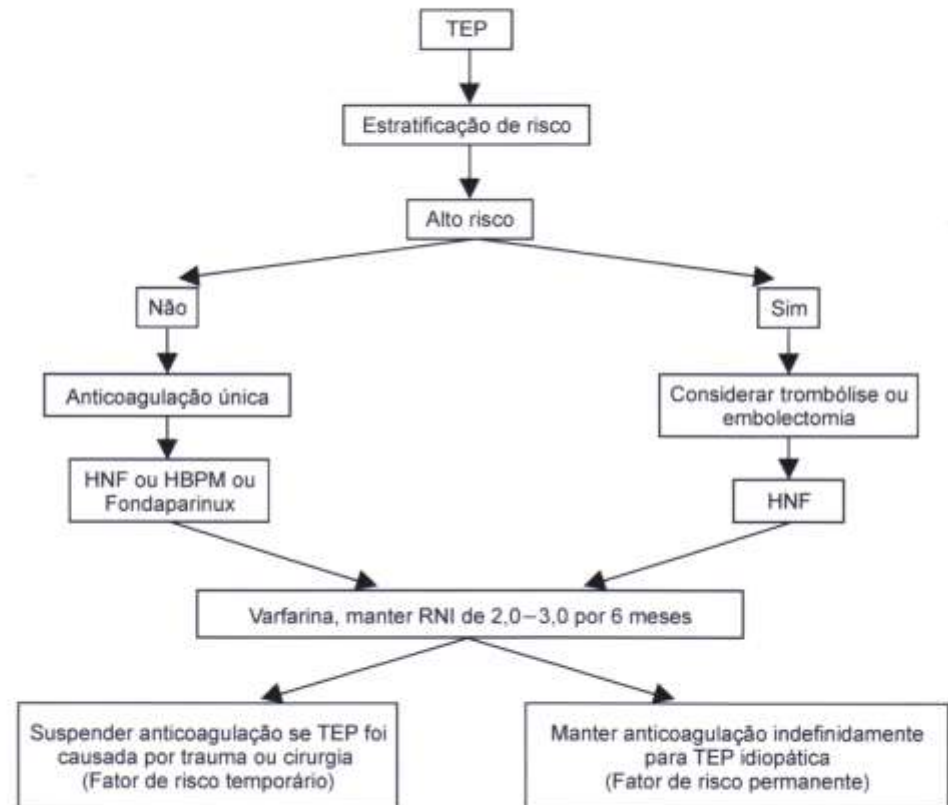 TEP
Estratificação de risco
Alto risco
Não
Sim
Anticoagulação única
Considerar trombólise ou
embolectomia
HNF ou HBPM ou
Fondaparinux
HNF
Varfarina, manter RNI de 2,0–3,0 por 6 meses
Suspender anticoagulação se TEP foi
causada por trauma ou cirurgia
(Fator de risco temporário)
Manter anticoagulação indefinidamente
para TEP idiopática
(Fator de risco permanente)